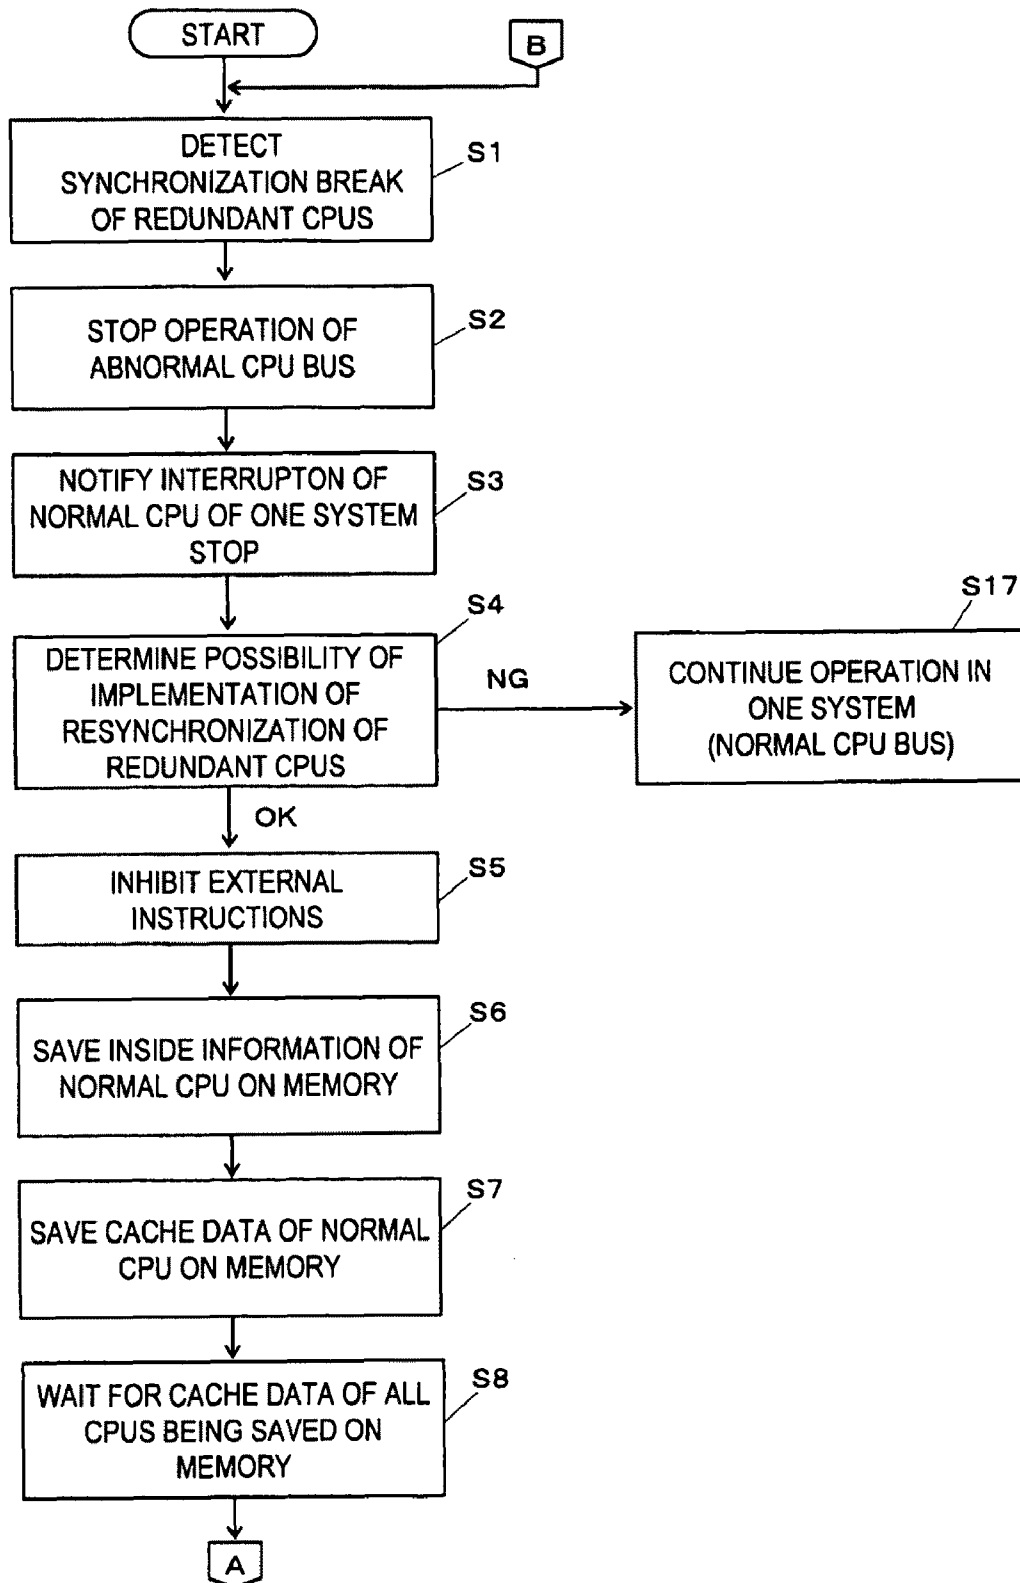 START
B
DETECT
SYNCHRONIZATION BREAK
OF REDUNDANT CPUS
S1
STOP OPERATION OF
ABNORMAL CPU BUS
S2
NOTIFY INTERRUPTON OF
NORMAL CPU OF ONE SYSTEM
STOP
S3
DETERMINE POSSIBILITY OF
IMPLEMENTATION OF
RESYNCHRONIZATION OF
REDUNDANT CPUS
S4
NG
S17
CONTINUE OPERATION IN
ONE SYSTEM
(NORMAL CPU BUS)
OK
INHIBIT EXTERNAL
INSTRUCTIONS
S5
SAVE INSIDE INFORMATION OF
NORMAL CPU ON MEMORY
S6
SAVE CACHE DATA OF NORMAL
CPU ON MEMORY
S7
WAIT FOR CACHE DATA OF ALL
CPUS BEING SAVED ON
MEMORY
S8
A